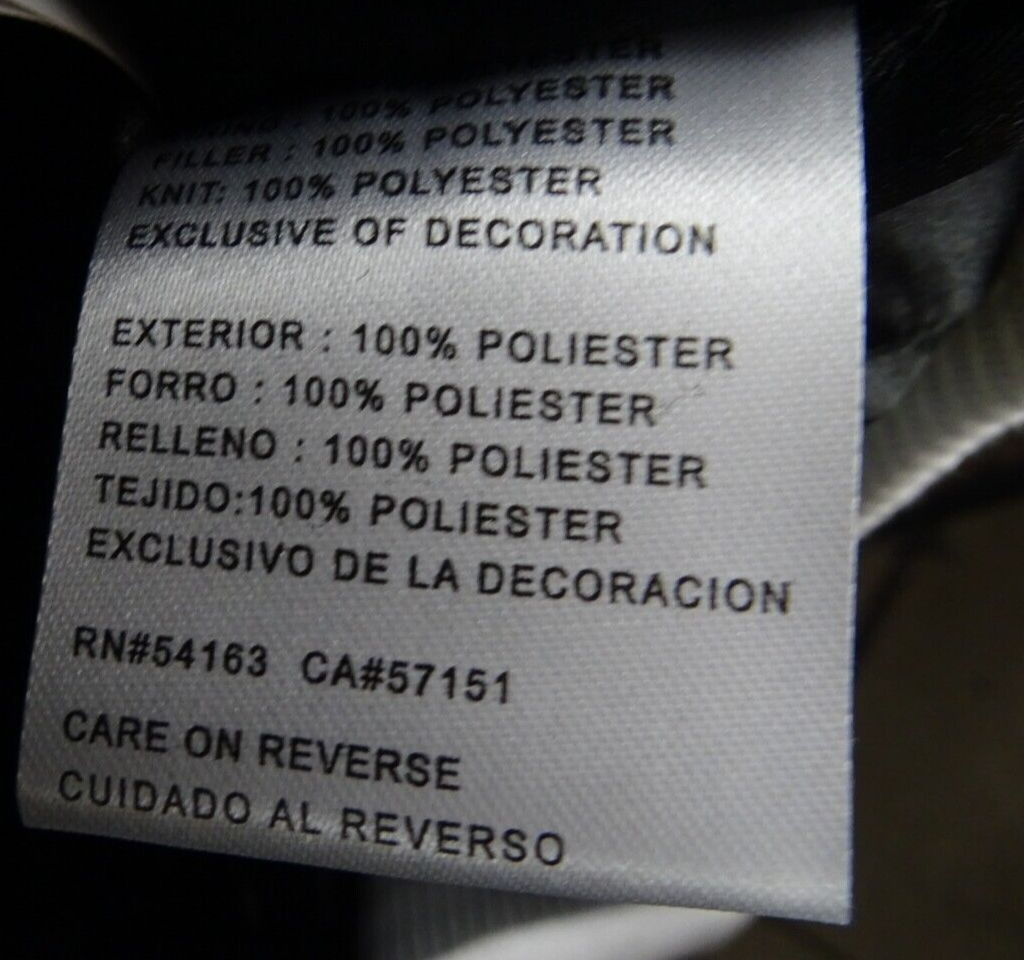 100% POLYESTER
FILLER : 100% POLYESTER
KNIT: 100% POLYESTER
EXCLUSIVE OF DECORATION
EXTERIOR : 100% POLIESTER
FORRO : 100% POLIESTER
RELLENO : 100% POLIESTER
TEJIDO:100% POLIESTER
EXCLUSIVO DE LA DECORACION
RN#54163 CA#57151
CARE ON REVERSE
CUIDADO AL REVERSO